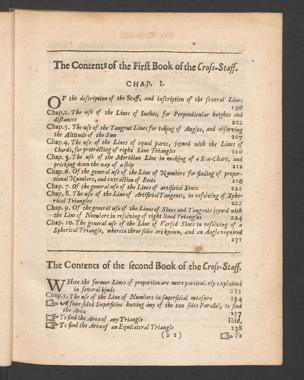 The Contents of the First Book of the Cross-Staff.
CHAP. I.
OF the description of the Staff, and inscription of the several Lines
199
Chap. 2. The use of the Lines of Inches, for Perpendicular heights and
distances 202
Chap. 3. The use of the Tangent Lines for taking of Angles, and observing
the Altitude of the Sun 207
Chap. 4. The use of the Lines of equal parts, joyned with the Lines of
Chords, for protracting of right Line Triangles 210
Chap. 5. The use of the Meridian Line in making of a Sea-Chart, and
pricking down the way of a ship 212
Chap. 6. Of the general use of the Line of Numbers for finding of propor-
tional Numbers, and extraction of Roots 216
Chap. 7. Of the general use of the Lines of artificial Sines 221
Chap. 8. The use of the Lines of Artificial Tangents, in resolving of Sphe-
rical Triangles 222
Chap. 9. Of the general use of the Lines of Sines and Tangents joyned with
the Line of Numbers in resolving of right lined Triangles 224
Chap. 10. The general use of the Line of Versed Sines in resolving of a
Spherical Triangle, wherein three sides are known, and an Angle required
231
The Contents of the second Book of the Cross-Staff.
WHere the former Lines of proportion are more particularly explained
in several kinds 233
Chap. 1. The use of the Line of Numbers in superficial measure 234
☞ A four sided Superficies having any of the two sides Parallel, to find
the Area 237
☞ To find the Area of any Triangle Ibid.
☞ To find the Area of an Equilateral Triangle 238
(b 2) ☞ To